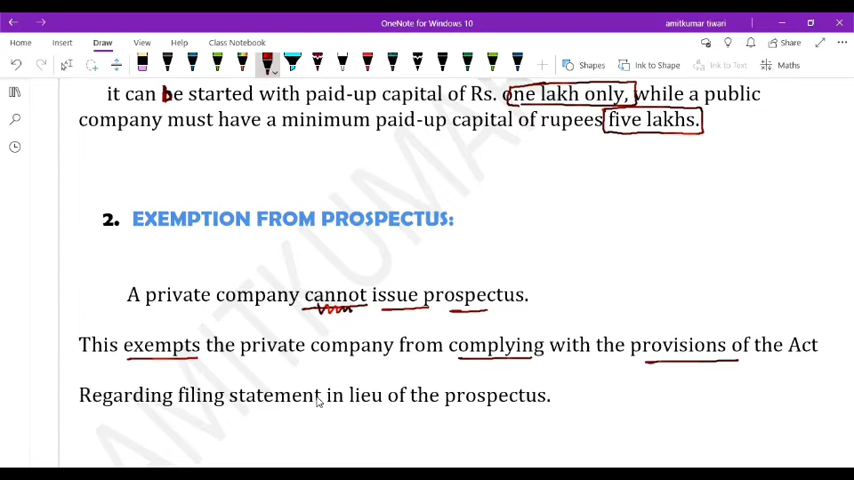 OneNote for Windows 10
amitkumar tiwari
Home Insert Draw View Help Class Notebook
Share
Shapes Ink to Shape Ink to Text Maths
it can be started with paid-up capital of Rs. one lakh only, while a public
company must have a minimum paid-up capital of rupees five lakhs.
2. EXEMPTION FROM PROSPECTUS:
A private company cannot issue prospectus.
This exempts the private company from complying with the provisions of the Act
Regarding filing statement in lieu of the prospectus.
AMITKUMAR